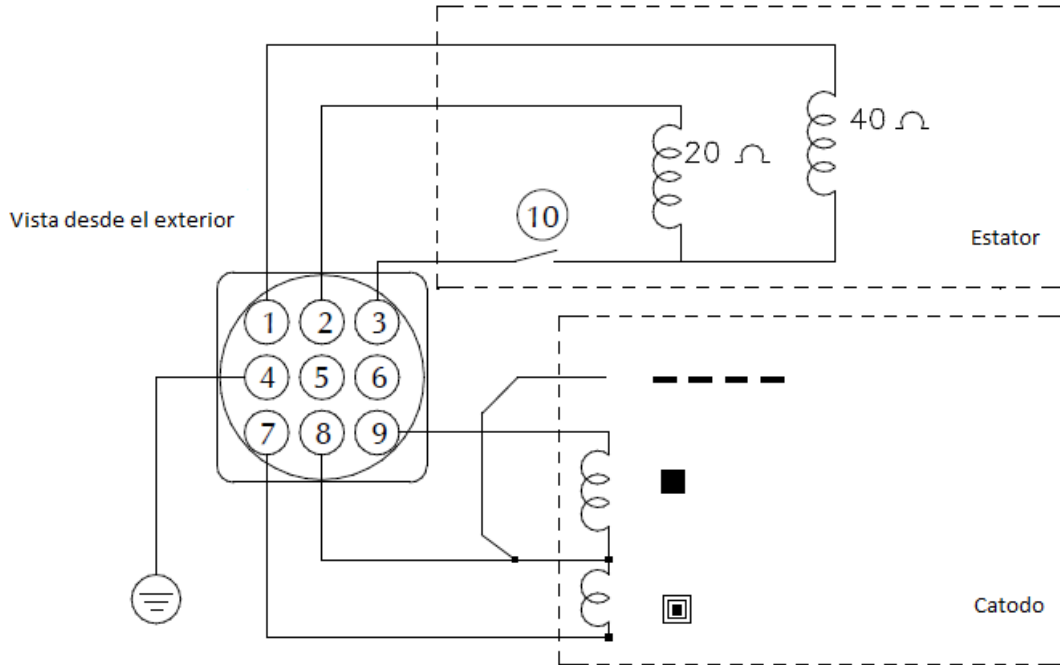 40 Ω
20 Ω
10
Vista desde el exterior
Estator
1 2 3
4 5 6
7 8 9
Catodo